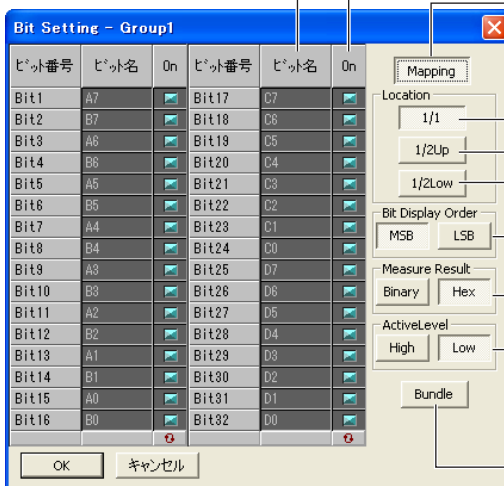 Bit Setting - Group1
ビット番号 ビット名 On ビット番号 ビット名 On
Bit1 A7 Bit17 C7
Bit2 B7 Bit18 C6
Bit3 A6 Bit19 C5
Bit4 B6 Bit20 C4
Bit5 A5 Bit21 C3
Bit6 B5 Bit22 C2
Bit7 A4 Bit23 C1
Bit8 B4 Bit24 C0
Bit9 A3 Bit25 D7
Bit10 B3 Bit26 D6
Bit11 A2 Bit27 D5
Bit12 B2 Bit28 D4
Bit13 A1 Bit29 D3
Bit14 B1 Bit30 D2
Bit15 A0 Bit31 D1
Bit16 B0 Bit32 D0
OK キャンセル
Mapping
Location
1/1
1/2Up
1/2Low
Bit Display Order
MSB LSB
Measure Result
Binary Hex
ActiveLevel
High Low
Bundle